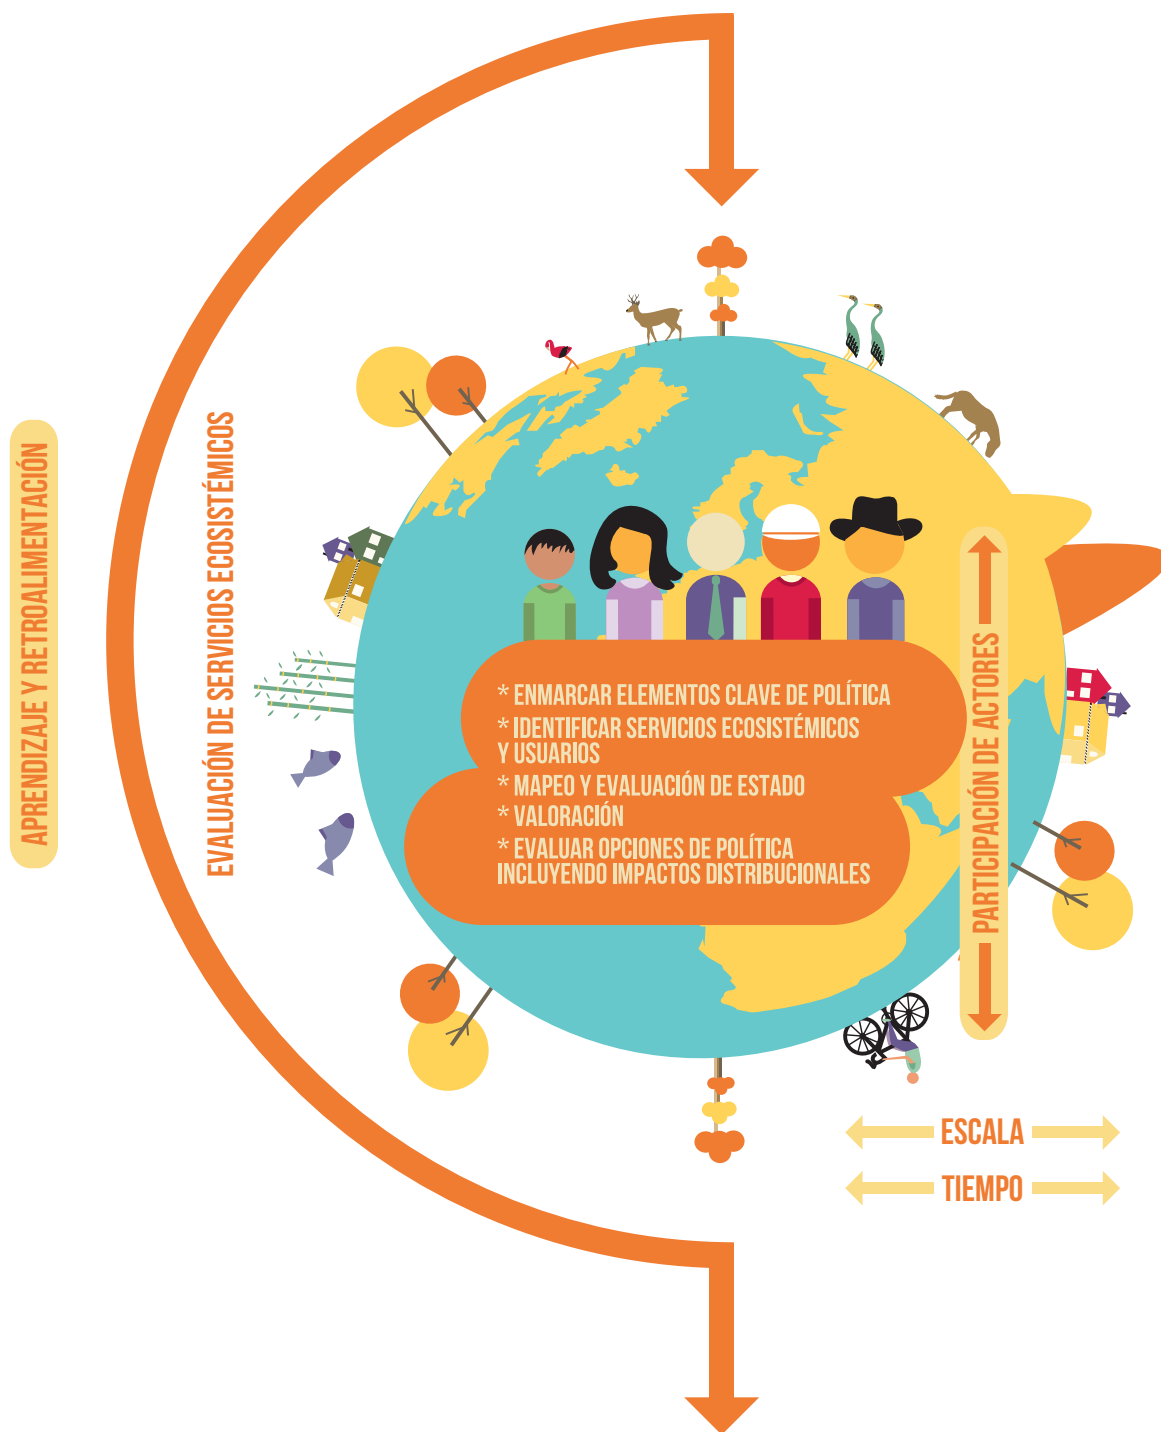 APRENDIZAJE Y RETROALIMENTACIÓN
EVALUACIÓN DE SERVICIOS ECOSISTÉMICOS
* ENMARCAR ELEMENTOS CLAVE DE POLÍTICA
* IDENTIFICAR SERVICIOS ECOSISTÉMICOS
Y USUARIOS
* MAPEO Y EVALUACIÓN DE ESTADO
* VALORACIÓN
* EVALUAR OPCIONES DE POLÍTICA
INCLUYENDO IMPACTOS DISTRIBUCIONALES
PARTICIPACIÓN DE ACTORES
ESCALA
TIEMPO